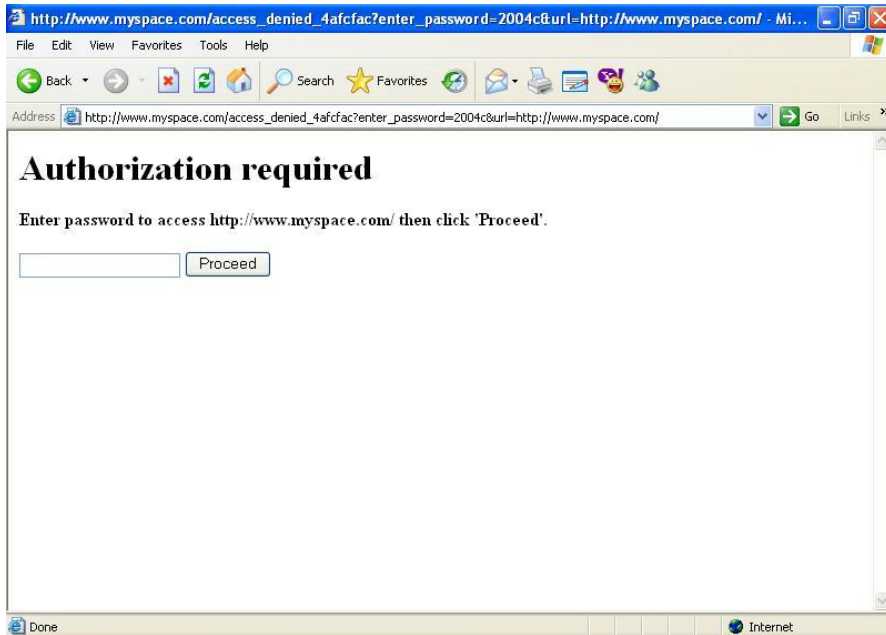 http://www.myspace.com/access_denied_4afcfac?enter_password=2004c&url=http://www.myspace.com/ - Mi...
File Edit View Favorites Tools Help
Back Search Favorites
Address http://www.myspace.com/access_denied_4afcfac?enter_password=2004c&url=http://www.myspace.com/ Go Links »
Authorization required
Enter password to access http://www.myspace.com/ then click 'Proceed'.
Proceed
Done Internet